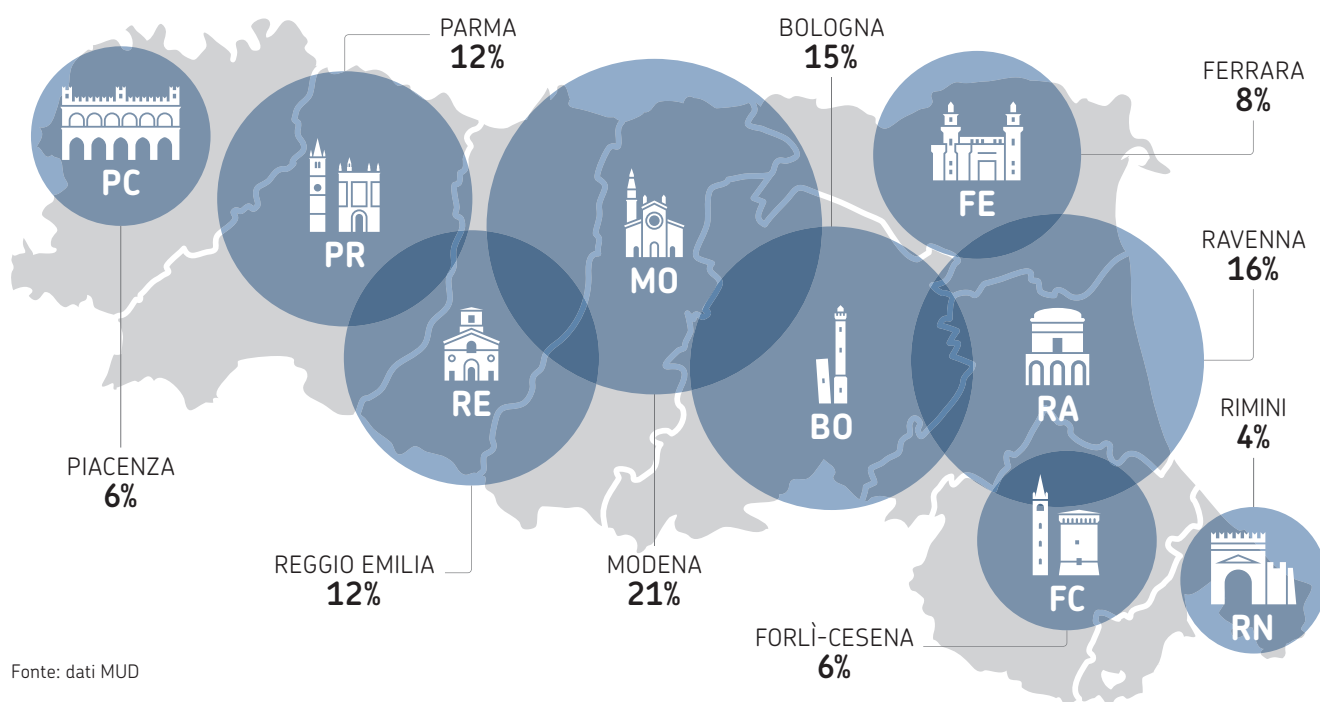 PARMA
12%
BOLOGNA
15%
FERRARA
8%
PC
PR
MO
FE
RAVENNA
16%
RE
BO
RA
RIMINI
4%
PIACENZA
6%
REGGIO EMILIA
12%
MODENA
21%
FC
RN
FORLÌ-CESENA
6%
Fonte: dati MUD